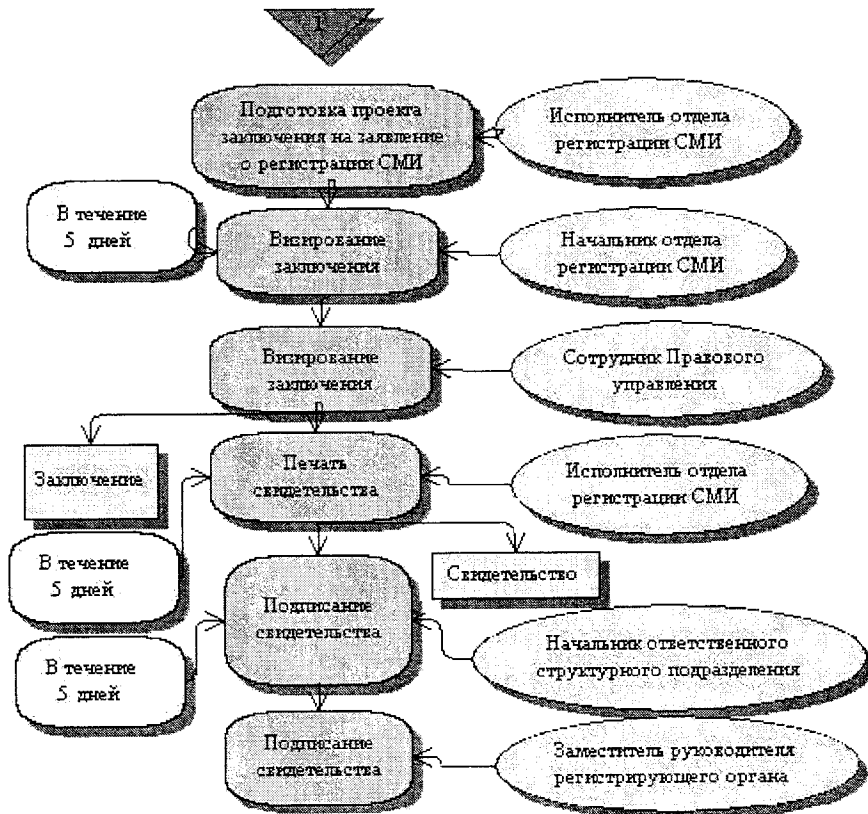 1
Подготовка проекта
заключения на заявление
о регистрации СМИ
Исполнитель отдела
регистрации СМИ
В течение
5 дней
Визирование
заключения
Начальник отдела
регистрации СМИ
Визирование
заключения
Сотрудник Правового
управления
Заключение
Печать
свидетельства
Исполнитель отдела
регистрации СМИ
В течение
5 дней
Свидетельство
Подписание
свидетельства
Начальник ответственного
структурного подразделения
В течение
5 дней
Подписание
свидетельства
Заместитель руководителя
регистрирующего органа